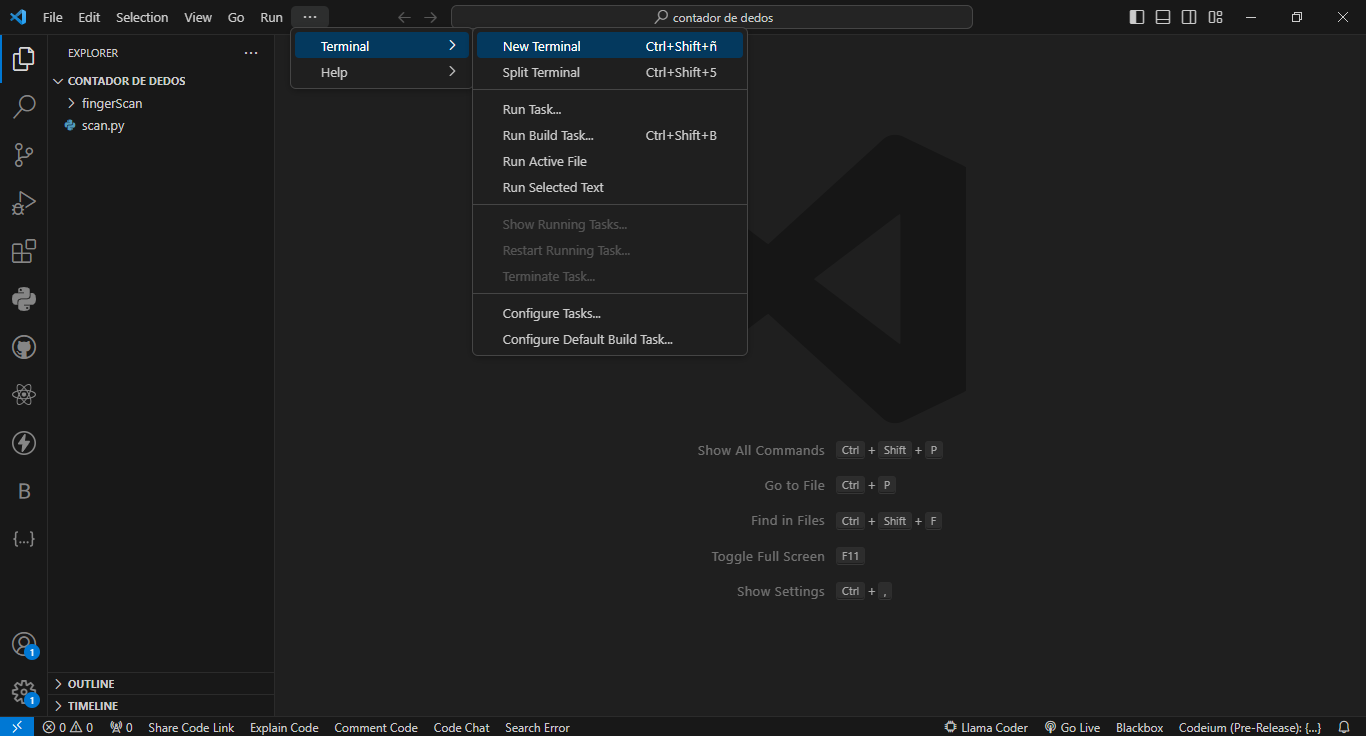 File Edit Selection View Go Run ...
contador de dedos
EXPLORER ...
CONTADOR DE DEDOS
fingerScan
scan.py
Terminal
Help
New Terminal Ctrl+Shift+ñ
Split Terminal Ctrl+Shift+5
Run Task...
Run Build Task... Ctrl+Shift+B
Run Active File
Run Selected Text
Show Running Tasks...
Restart Running Task...
Terminate Task...
Configure Tasks...
Configure Default Build Task...
Show All Commands Ctrl + Shift + P
Go to File Ctrl + P
Find in Files Ctrl + Shift + F
Toggle Full Screen F11
Show Settings Ctrl + ,
B
{...}
1
1
OUTLINE
TIMELINE
0 0 0 Share Code Link Explain Code Comment Code Code Chat Search Error Llama Coder Go Live Blackbox Codeium (Pre-Release): {...}